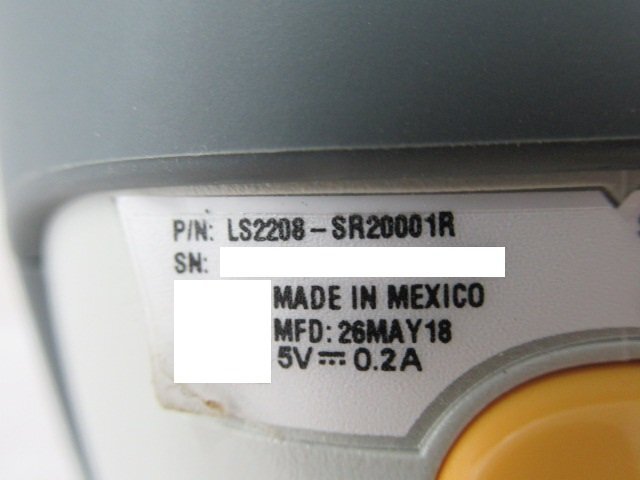 P/N: LS2208-SR20001R
SN:
MADE IN MEXICO
MFD: 26MAY18
5V⎓0.2A